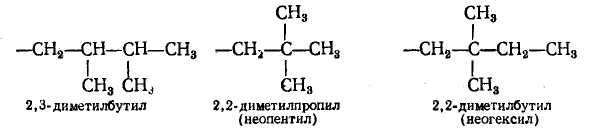 CH₃ CH₃
—CH₂—CH—CH—CH₃ —CH₂—C—CH₃ —CH₂—C—CH₂—CH₃
CH₃ CH₃ CH₃ CH₃
2,3-диметилбутил 2,2-диметилпропил 2,2-диметилбутил
(неопентил) (неогексил)